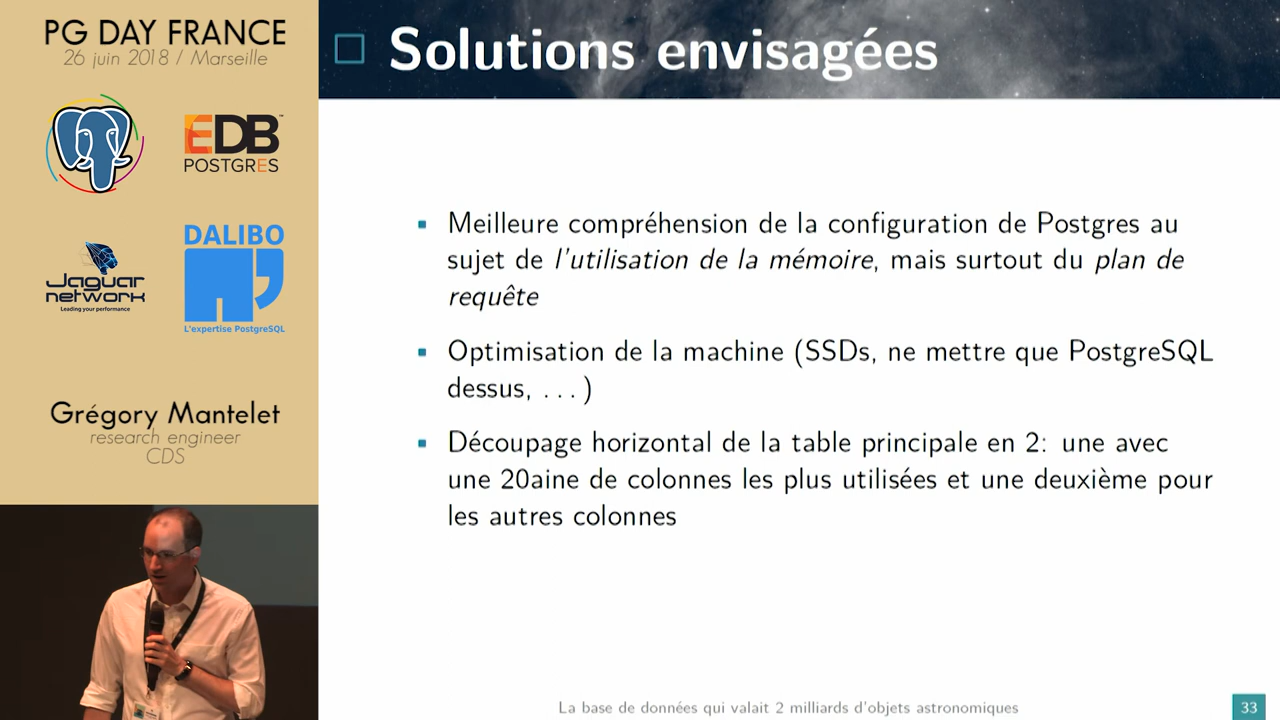 PG DAY FRANCE
26 juin 2018 / Marseille
EDB™
POSTGRES
Jaguar
network
Leading your performance
DALIBO
L'expertise PostgreSQL
Grégory Mantelet
research engineer
CDS
Solutions envisagées
Meilleure compréhension de la configuration de Postgres au
sujet de l'utilisation de la mémoire, mais surtout du plan de
requête
Optimisation de la machine (SSDs, ne mettre que PostgreSQL
dessus, ...)
Découpage horizontal de la table principale en 2: une avec
une 20aine de colonnes les plus utilisées et une deuxième pour
les autres colonnes
La base de données qui valait 2 milliards d'objets astronomiques
33